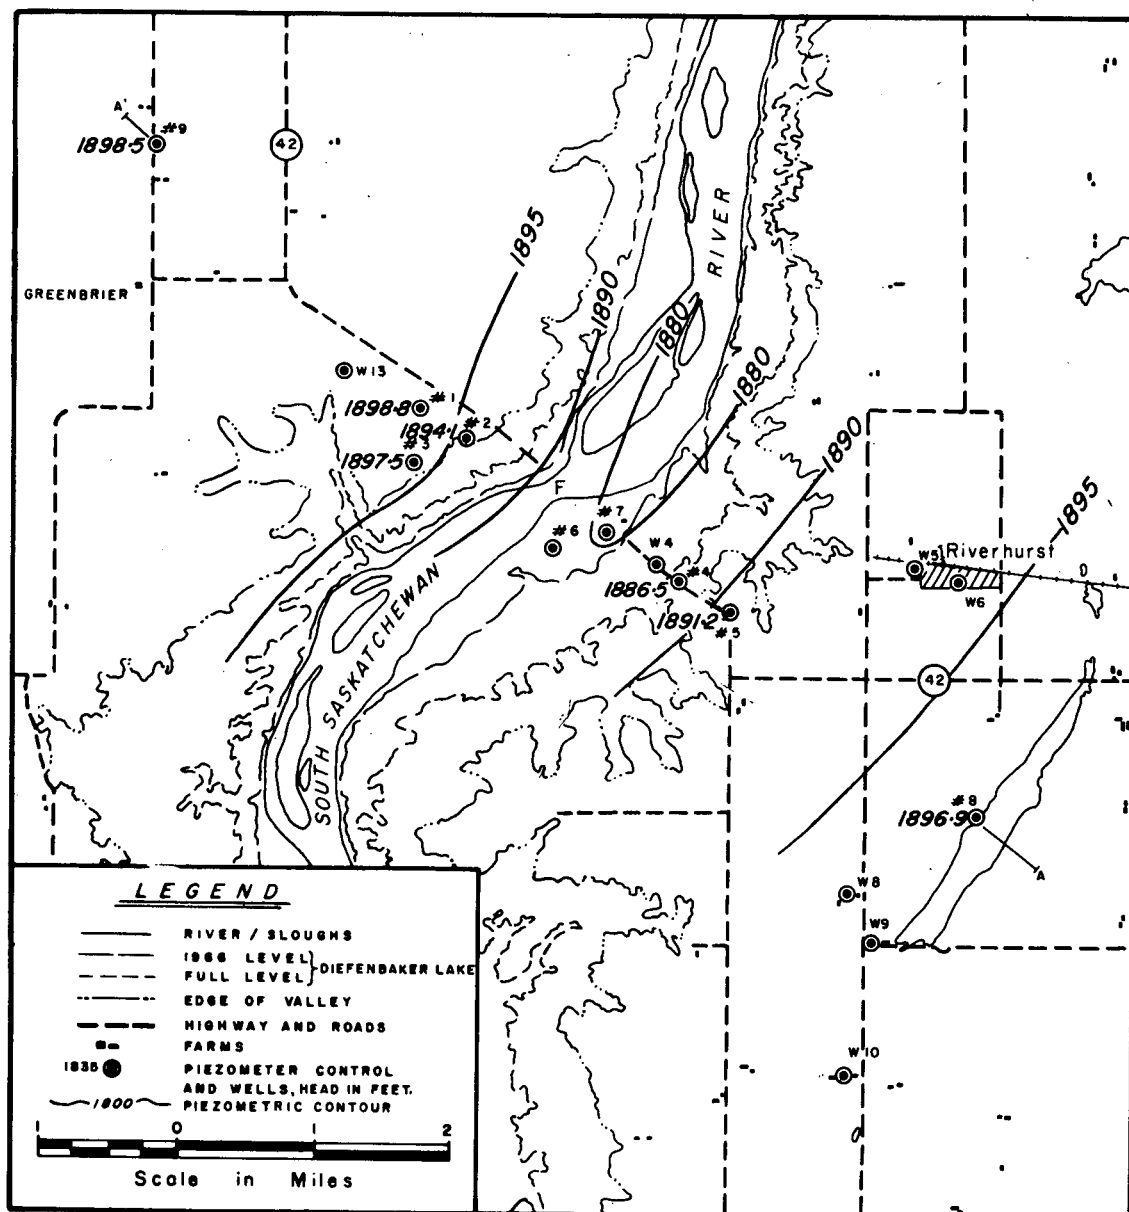 A'
#9
1898.5
42
1895
RIVER
GREENBRIER
1890
1880
1880
W13
#1
1898.8
#2
1894.1
#3
1897.5
1890
F
#7
#6
W4
#4
1886.5
1891.2
#5
1895
W5
Riverhurst
W6
42
SOUTH SASKATCHEWAN
#8
1896.9
A
W8
W9
W10
LEGEND
RIVER / SLOUGHS
1966 LEVEL
FULL LEVEL
DIEFENBAKER LAKE
EDGE OF VALLEY
HIGHWAY AND ROADS
FARMS
1835
PIEZOMETER CONTROL
AND WELLS, HEAD IN FEET.
1800
PIEZOMETRIC CONTOUR
1 0 1 2
Scale in Miles